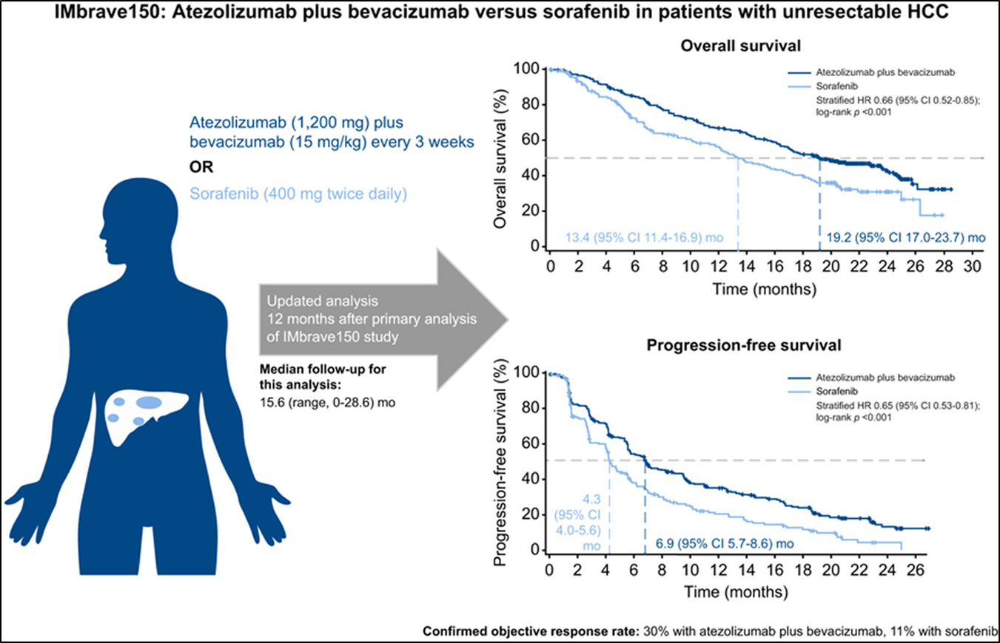 IMbrave150: Atezolizumab plus bevacizumab versus sorafenib in patients with unresectable HCC
Atezolizumab (1,200 mg) plus
bevacizumab (15 mg/kg) every 3 weeks
OR
Sorafenib (400 mg twice daily)
Updated analysis
12 months after primary analysis
of IMbrave150 study
Median follow-up for
this analysis:
15.6 (range, 0-28.6) mo
Overall survival
Overall survival (%)
100
80
60
40
20
0
Atezolizumab plus bevacizumab
Sorafenib
Stratified HR 0.66 (95% CI 0.52-0.85);
log-rank p <0.001
13.4 (95% CI 11.4-16.9) mo
19.2 (95% CI 17.0-23.7) mo
0 2 4 6 8 10 12 14 16 18 20 22 24 26 28 30
Time (months)
Progression-free survival
Progression-free survival (%)
100
80
60
40
20
0
Atezolizumab plus bevacizumab
Sorafenib
Stratified HR 0.65 (95% CI 0.53-0.81);
log-rank p <0.001
4.3
(95% CI
4.0-5.6)
mo
6.9 (95% CI 5.7-8.6) mo
0 2 4 6 8 10 12 14 16 18 20 22 24 26
Time (months)
Confirmed objective response rate: 30% with atezolizumab plus bevacizumab, 11% with sorafenib